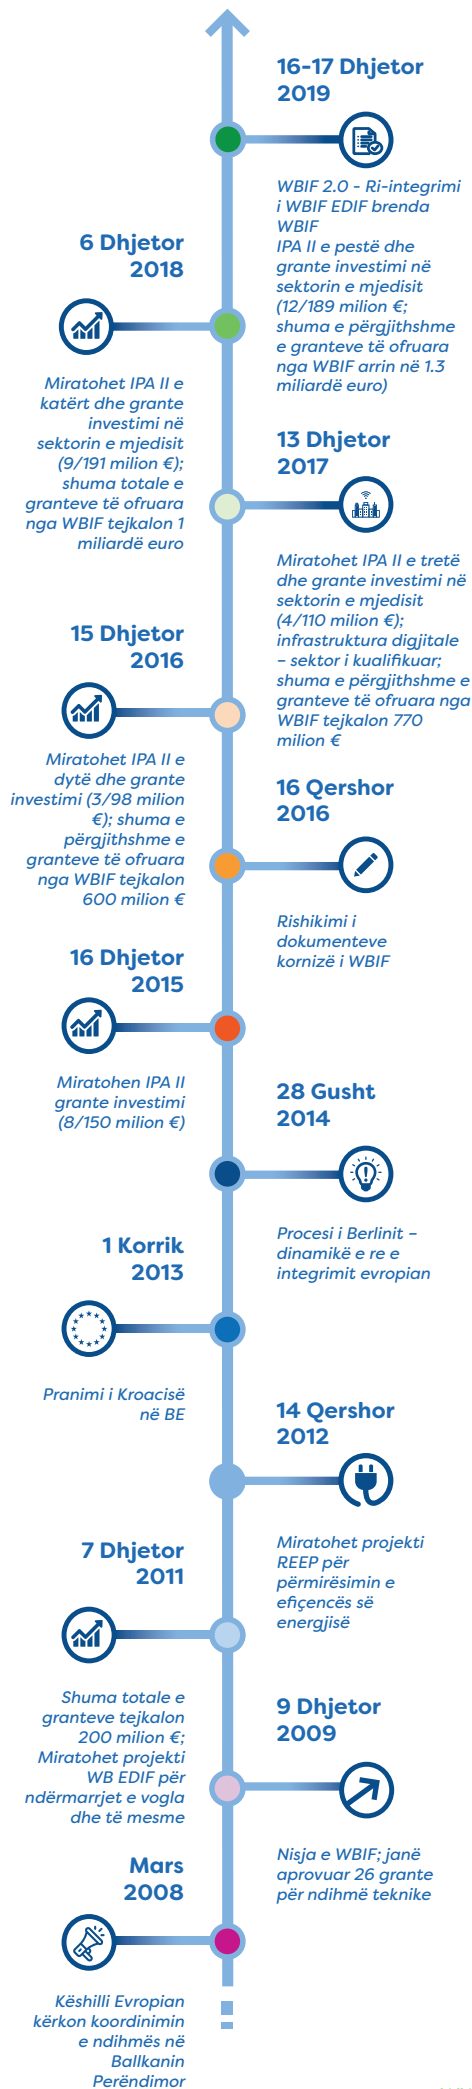 16-17 Dhjetor
2019
WBIF 2.0 - Ri-integrimi
i WBIF EDIF brenda
WBIF
IPA II e pestë dhe
grante investimi në
sektorin e mjedisit
(12/189 milion €;
shuma e përgjithshme
e granteve të ofruara
nga WBIF arrin në 1.3
miliardë euro)
6 Dhjetor
2018
Miratohet IPA II e
katërt dhe grante
investimi në
sektorin e mjedisit
(9/191 milion €);
shuma totale e
granteve të ofruara
nga WBIF tejkalon 1
miliardë euro
13 Dhjetor
2017
Miratohet IPA II e tretë
dhe grante investimi në
sektorin e mjedisit
(4/110 milion €);
infrastruktura digjitale
– sektor i kualifikuar;
shuma e përgjithshme e
granteve të ofruara nga
WBIF tejkalon 770
milion €
15 Dhjetor
2016
Miratohet IPA II e
dytë dhe grante
investimi (3/98 milion
€); shuma e
përgjithshme e
granteve të ofruara
nga WBIF tejkalon
600 milion €
16 Qershor
2016
Rishikimi i
dokumenteve
kornizë i WBIF
16 Dhjetor
2015
Miratohen IPA II
grante investimi
(8/150 milion €)
28 Gusht
2014
Procesi i Berlinit –
dinamikë e re e
integrimit evropian
1 Korrik
2013
Pranimi i Kroacisë
në BE
14 Qershor
2012
Miratohet projekti
REEP për
përmirësimin e
efiçencës së
energjisë
7 Dhjetor
2011
Shuma totale e
granteve tejkalon
200 milion €;
Miratohet projekti
WB EDIF për
ndërmarrjet e vogla
dhe të mesme
9 Dhjetor
2009
Nisja e WBIF; janë
aprovuar 26 grante
për ndihmë teknike
Mars
2008
Këshilli Evropian
kërkon koordinimin
e ndihmës në
Ballkanin
Perëndimor